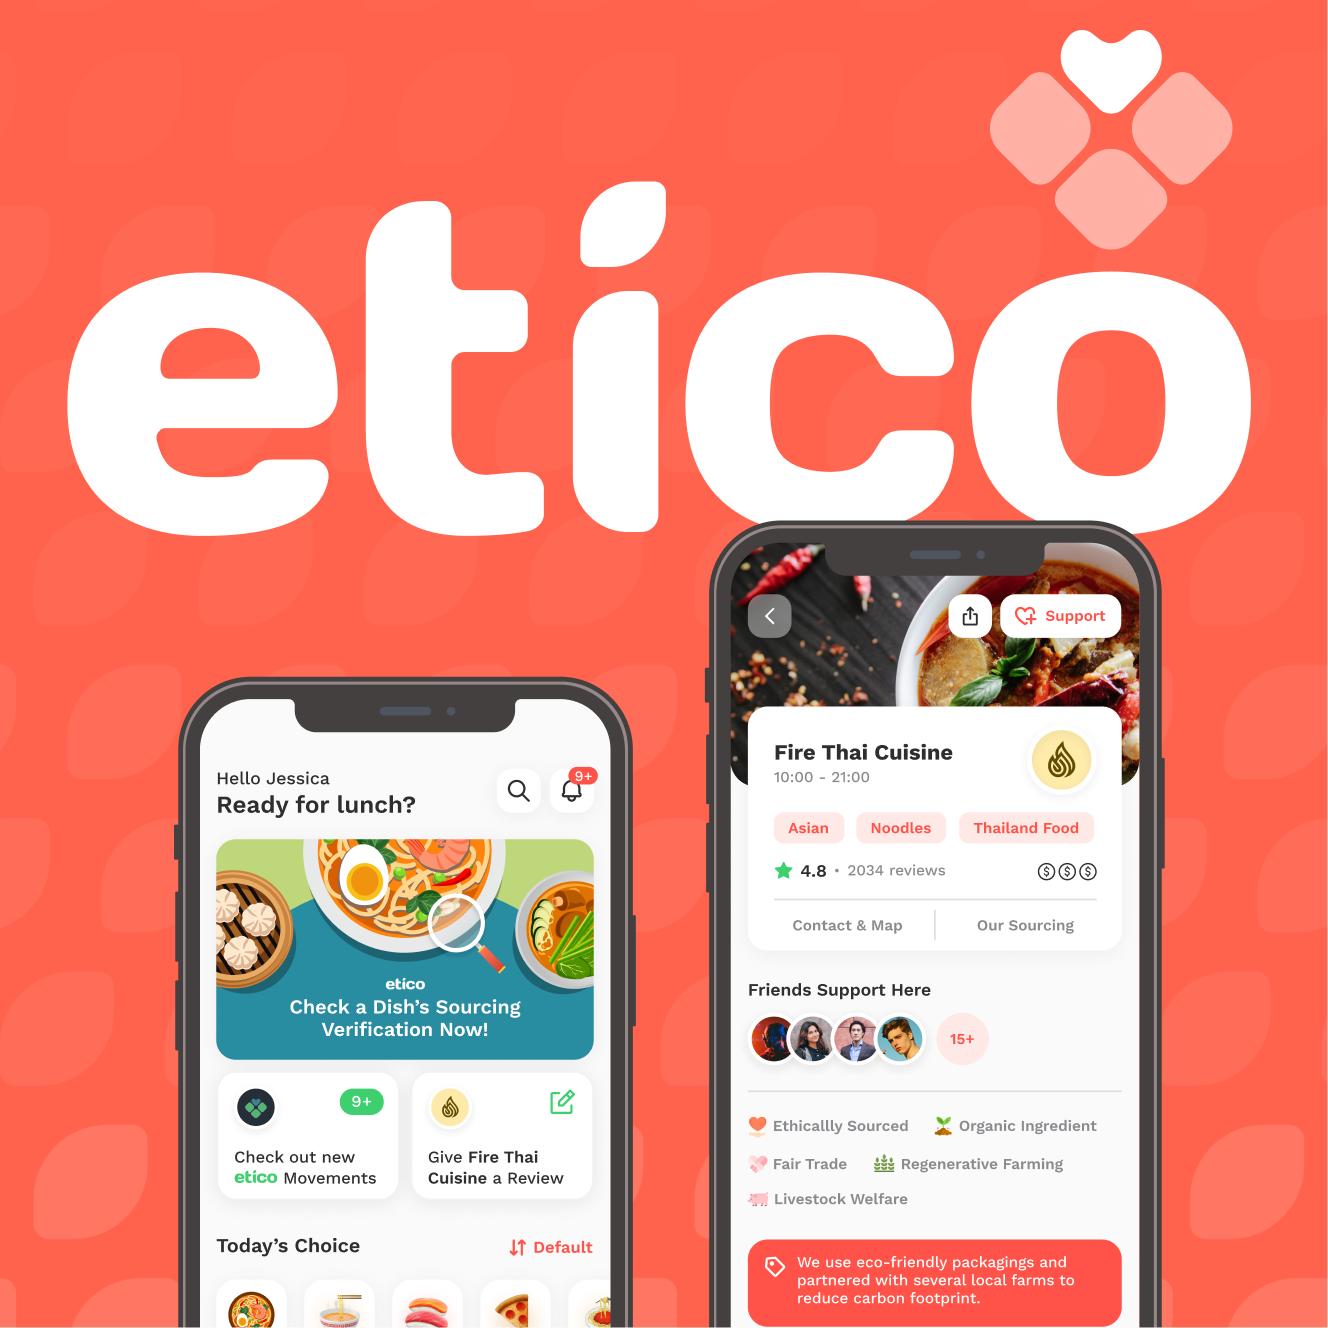 etico
Hello Jessica
Ready for lunch?
9+
etico
Check a Dish's Sourcing
Verification Now!
9+
Check out new
etico Movements
Give Fire Thai
Cuisine a Review
Today's Choice
Default
Support
Fire Thai Cuisine
10:00 - 21:00
Asian
Noodles
Thailand Food
4.8 • 2034 reviews
$ $ $
Contact & Map
Our Sourcing
Friends Support Here
15+
Ethicallly Sourced
Organic Ingredient
Fair Trade
Regenerative Farming
Livestock Welfare
We use eco-friendly packagings and
partnered with several local farms to
reduce carbon footprint.